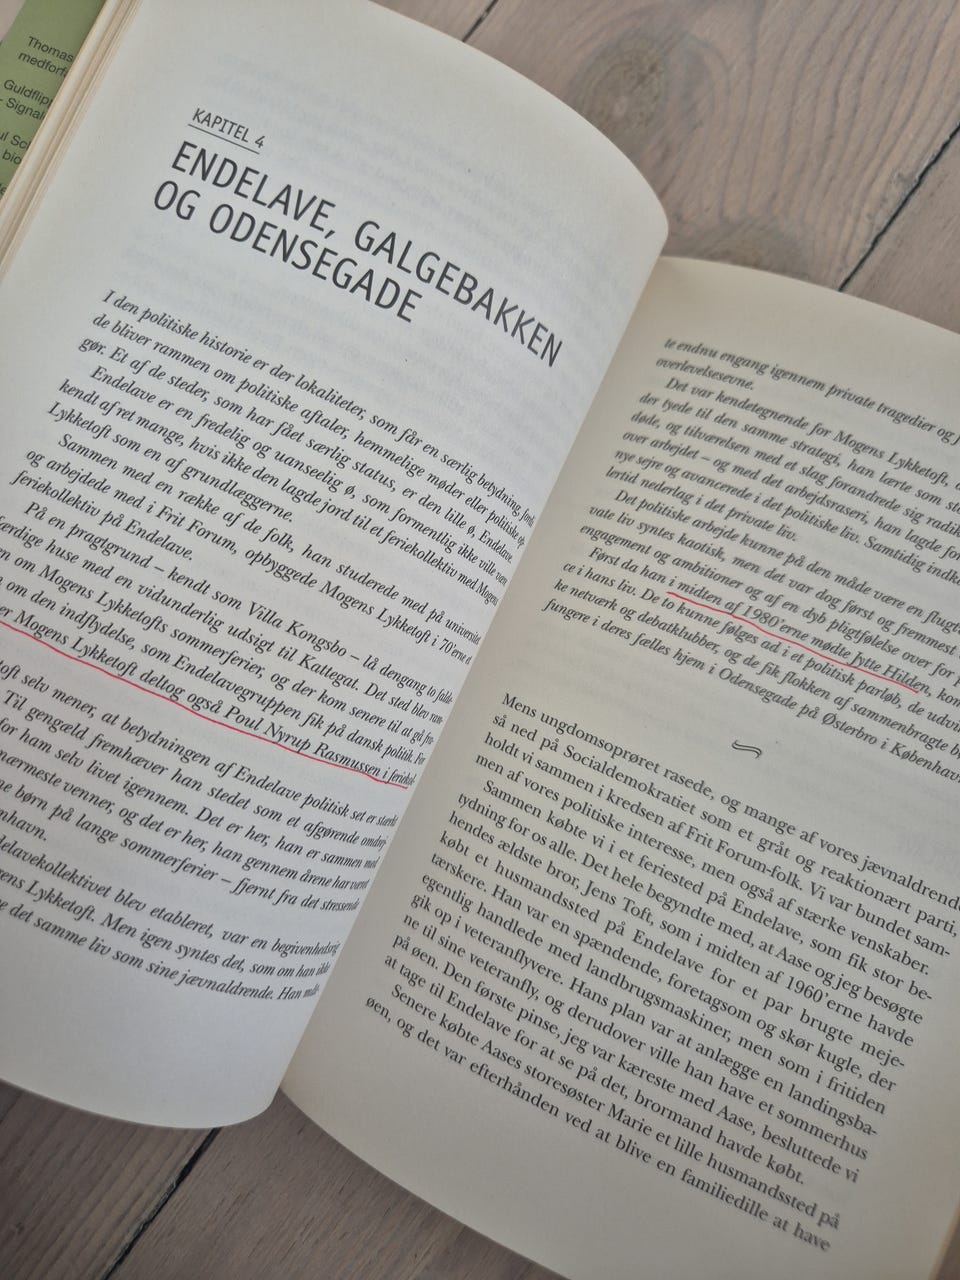 Thomas
medforf
Guldflip
- Signal
ul Sc
bio
KAPITEL 4
ENDELAVE, GALGEBAKKEN
OG ODENSEGADE
I den politiske historie er der lokaliteter, som får en særlig betydning, fordi
de bliver rammen om politiske aftaler, hemmelige møder eller politiske op-
gør. Et af de steder, som har fået særlig status, er den lille ø, Endelave.
Endelave er en fredelig og uanseelig ø, som formentlig ikke ville være
kendt af ret mange, hvis ikke den lagde jord til et feriekollektiv med Mogens
Lykketoft som en af grundlæggerne.
Sammen med en række af de folk, han studerede med på universitet
og arbejdede med i Frit Forum, opbyggede Mogens Lykketoft i 70'erne et
feriekollektiv på Endelave.
På en pragtgrund – kendt som Villa Kongsbo – lå dengang to falde-
færdige huse med en vidunderlig udsigt til Kattegat. Det sted blev ram-
en om Mogens Lykketofts sommerferier, og der kom senere til at gå
om den indflydelse, som Endelavegruppen fik på dansk politik. For
er Mogens Lykketoft deltog også Poul Nyrup Rasmussen i feriekol-
toft selv mener, at betydningen af Endelave politisk set er stærkt
Til gengæld fremhæver han stedet som et afgørende
for ham selv livet igennem. Det er her, han er sammen med
nærmeste venner, og det er her, han gennem årene har været
ne børn på lange sommerferier – fjernt fra det stressende
nhavn.
delavekollektivet blev etableret, var en begivenhedsrig
gens Lykketoft. Men igen syntes det, som om han ikke
e det samme liv som sine jævnaldrende. Han måt-
te endnu engang igennem private tragedier og f
overlevelsesevne.
Det var kendetegnende for Mogens Lykketoft, a
der tyede til den samme strategi, han lærte som st
døde, og tilværelsen med et slag forandrede sig radik
over arbejdet – og med det arbejdsraseri, han lagde for
nye sejre og avancerede i det politiske liv. Samtidig indka
lertid nederlag i det private liv.
Det politiske arbejde kunne på den måde være en flugt
vate liv syntes kaotisk, men det var dog først og fremmest
engagement og ambitioner og af en dyb pligtfølelse over for p
Først da han i midten af 1980'erne mødte Jytte Hilden, kom
ce i hans liv. De to kunne følges ad i et politisk parløb, de udvi
ke netværk og debatklubber, og de fik flokken af sammenbragte b
fungere i deres fælles hjem i Odensegade på Østerbro i Københav
Mens ungdomsoprøret rasede, og mange af vores jævnaldrende
så ned på Socialdemokratiet som et gråt og reaktionært parti,
holdt vi sammen i kredsen af Frit Forum-folk. Vi var bundet sam-
men af vores politiske interesse, men også af stærke venskaber.
Sammen købte vi i et feriested på Endelave, som fik stor be-
tydning for os alle. Det hele begyndte med, at Aase og jeg besøgte
hendes ældste bror, Jens Toft, som i midten af 1960'erne havde
købt et husmandssted på Endelave for et par brugte meje-
tærskere. Han var en spændende, foretagsom og skør kugle, der
egentlig handlede med landbrugsmaskiner, men som i fritiden
gik op i veteranflyvere. Hans plan var at anlægge en landingsba-
ne til sine veteranfly, og derudover ville han have et sommerhus
på øen. Den første pinse, jeg var kæreste med Aase, besluttede vi
at tage til Endelave for at se på det, brormand havde købt.
Senere købte Aases storesøster Marie et lille husmandssted på
øen, og det var efterhånden ved at blive en familiedille at have